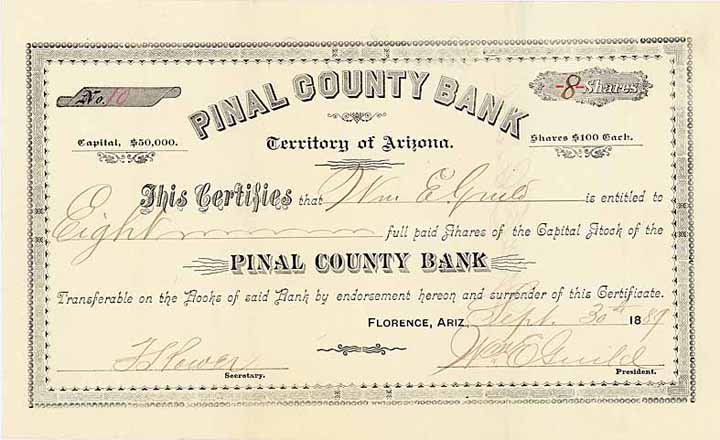 No. 10
PINAL COUNTY BANK
-8- Shares
Capital, $50,000.
Territory of Arizona.
Shares $100 Each.
This Certifies that Wm E. Guild is entitled to
Eight full paid Shares of the Capital Stock of the
PINAL COUNTY BANK
Transferable on the Books of said Bank by endorsement hereon and surrender of this Certificate.
FLORENCE, ARIZ. Sept. 30th 1889
Wm E Guild
Secretary.
President.